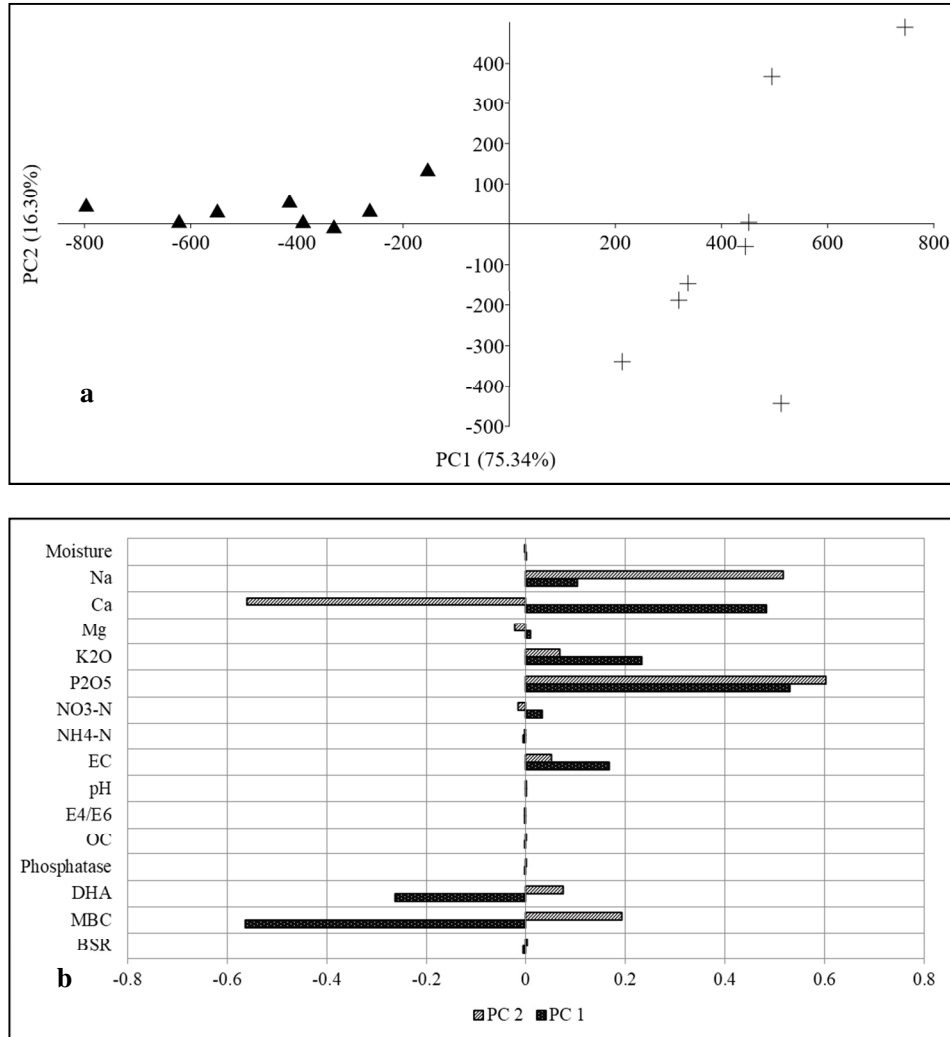 400
300
200
100
-800 -600 -400 -200 200 400 600 800
-100
-200
-300
-400
-500
PC2 (16.30%)
a
PC1 (75.34%)
Moisture
Na
Ca
Mg
K2O
P2O5
NO3-N
NH4-N
EC
pH
E4/E6
OC
Phosphatase
DHA
MBC
BSR
b
-0.8 -0.6 -0.4 -0.2 0 0.2 0.4 0.6 0.8
PC 2 PC 1